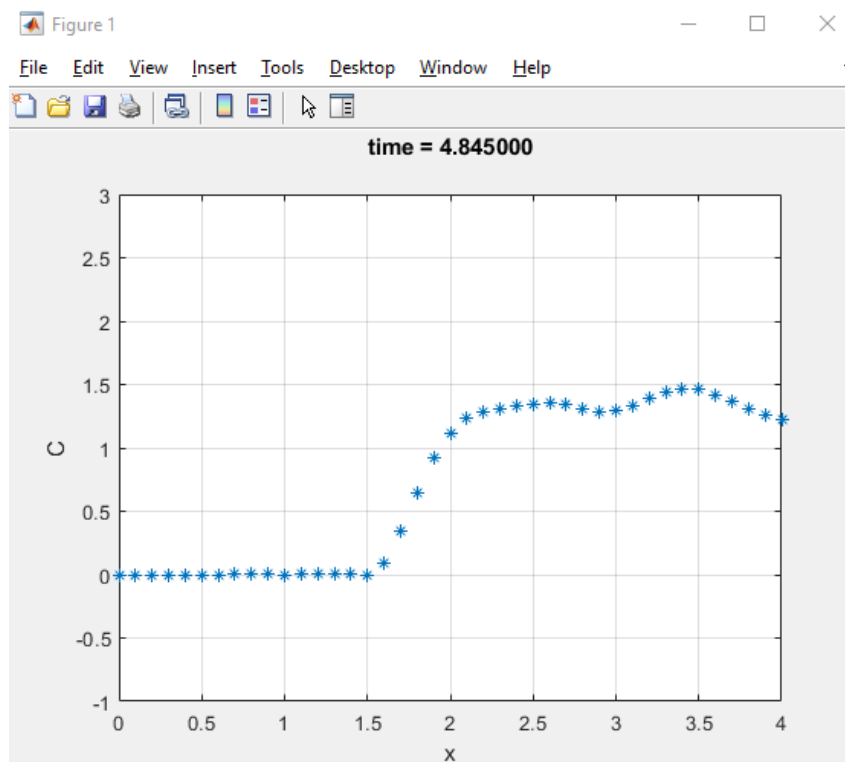 Figure 1
File Edit View Insert Tools Desktop Window Help
time = 4.845000
3
2.5
2
1.5
1
0.5
0
-0.5
-1
C
0 0.5 1 1.5 2 2.5 3 3.5 4
x